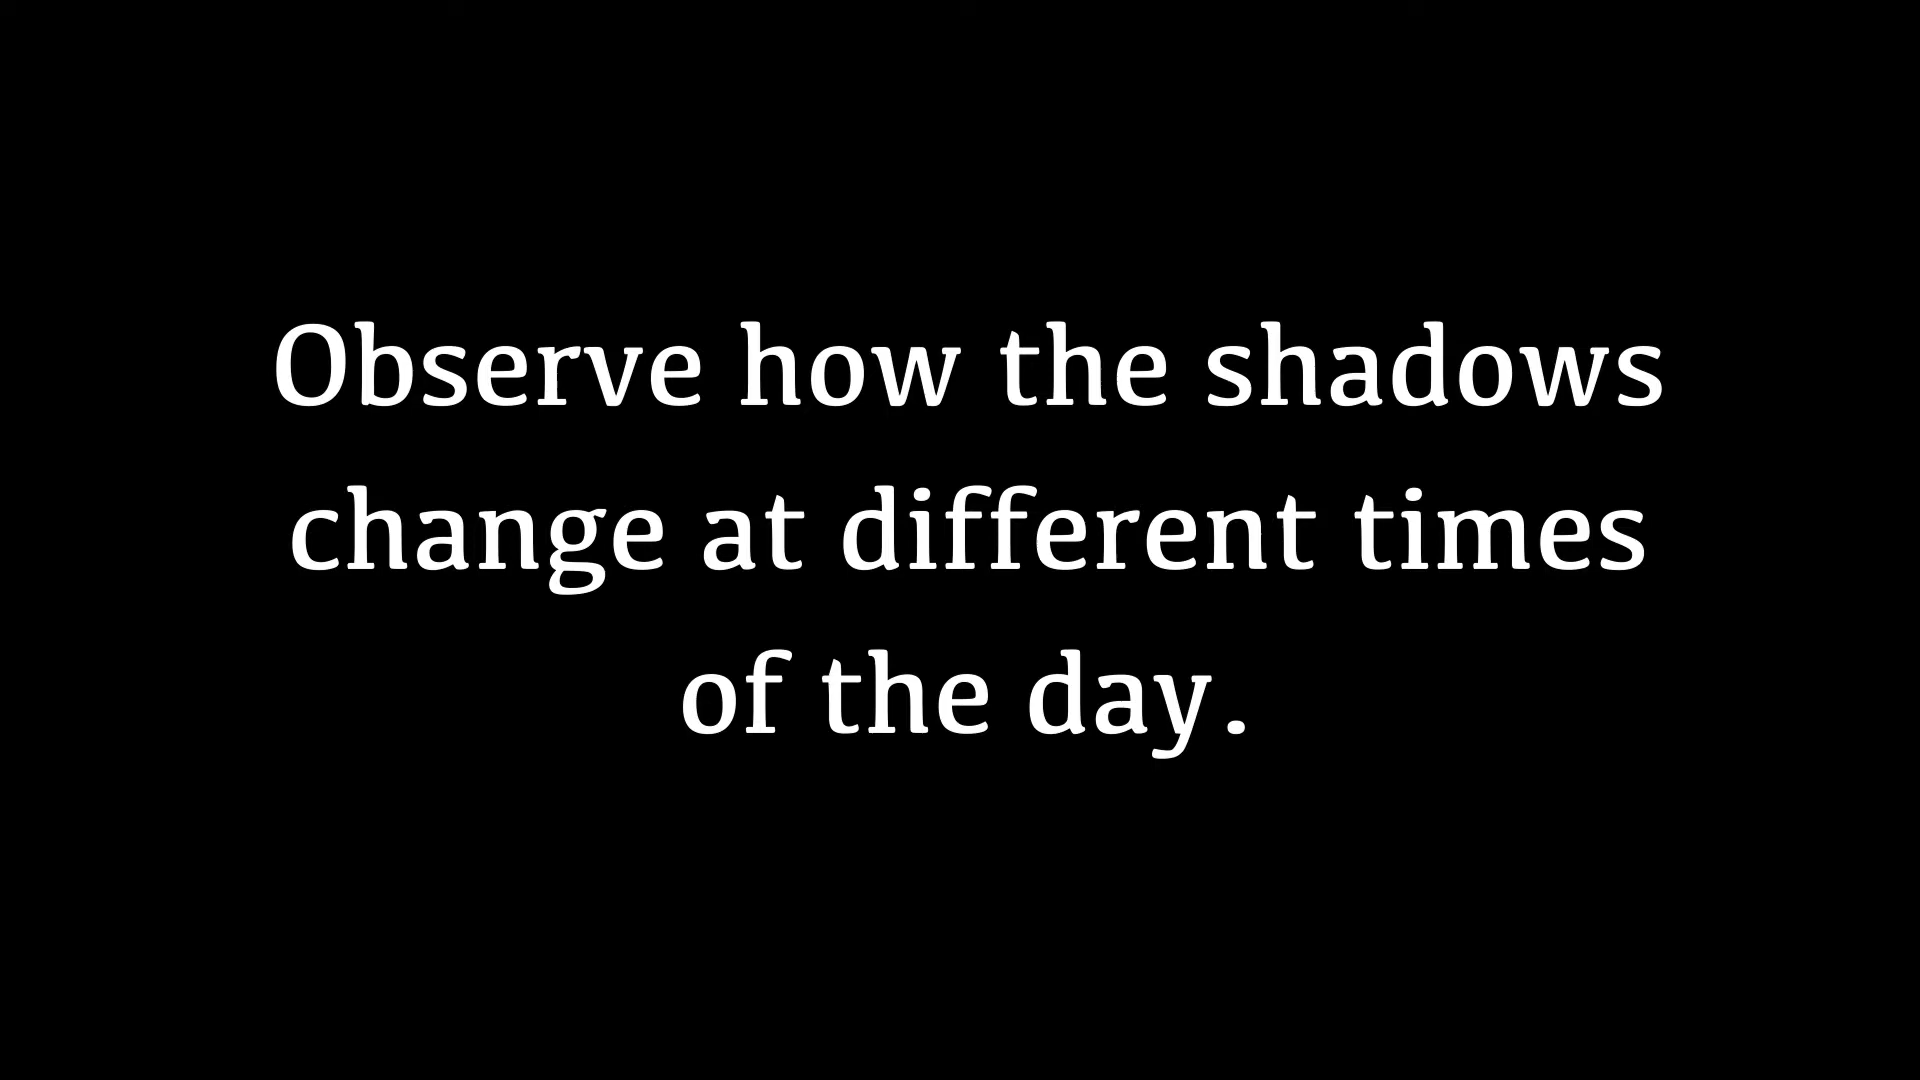 Observe how the shadows
change at different times
of the day.